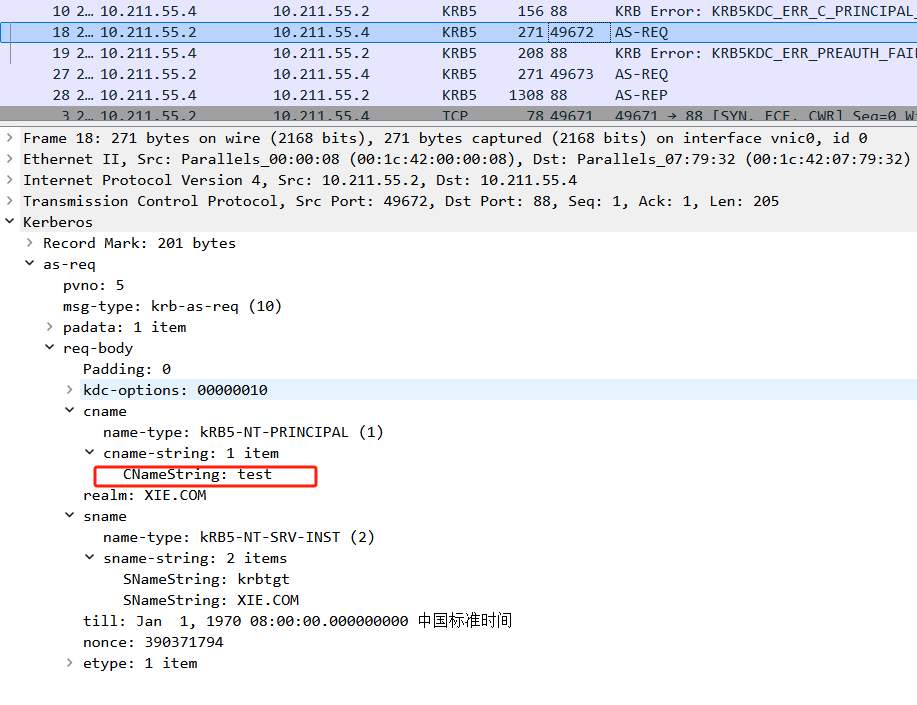 10 2… 10.211.55.4 10.211.55.2 KRB5 156 88 KRB Error: KRB5KDC_ERR_C_PRINCIPAL_
18 2… 10.211.55.2 10.211.55.4 KRB5 271 49672 AS-REQ
19 2… 10.211.55.4 10.211.55.2 KRB5 208 88 KRB Error: KRB5KDC_ERR_PREAUTH_FAI
27 2… 10.211.55.2 10.211.55.4 KRB5 271 49673 AS-REQ
28 2… 10.211.55.4 10.211.55.2 KRB5 1308 88 AS-REP
3 2… 10.211.55.2 10.211.55.4 TCP 78 49671 49671 → 88 [SYN, ECE, CWR] Seq=0 Wi
Frame 18: 271 bytes on wire (2168 bits), 271 bytes captured (2168 bits) on interface vnic0, id 0
Ethernet II, Src: Parallels_00:00:08 (00:1c:42:00:00:08), Dst: Parallels_07:79:32 (00:1c:42:07:79:32)
Internet Protocol Version 4, Src: 10.211.55.2, Dst: 10.211.55.4
Transmission Control Protocol, Src Port: 49672, Dst Port: 88, Seq: 1, Ack: 1, Len: 205
Kerberos
Record Mark: 201 bytes
as-req
pvno: 5
msg-type: krb-as-req (10)
padata: 1 item
req-body
Padding: 0
kdc-options: 00000010
cname
name-type: kRB5-NT-PRINCIPAL (1)
cname-string: 1 item
CNameString: test
realm: XIE.COM
sname
name-type: kRB5-NT-SRV-INST (2)
sname-string: 2 items
SNameString: krbtgt
SNameString: XIE.COM
till: Jan  1, 1970 08:00:00.000000000 中国标准时间
nonce: 390371794
etype: 1 item